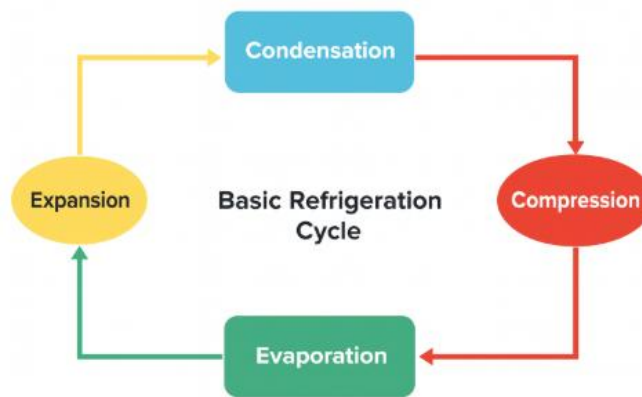 Condensation
Expansion
Basic Refrigeration
Cycle
Compression
Evaporation